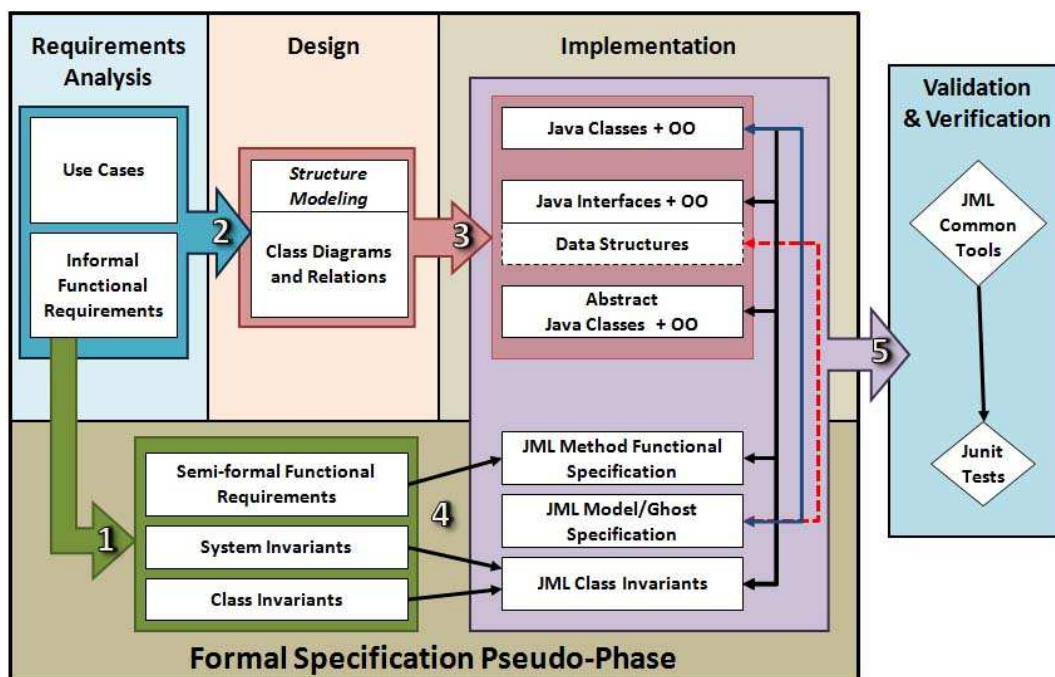 Requirements
Analysis
Use Cases
Informal
Functional
Requirements
2
1
Design
Structure
Modeling
Class Diagrams
and Relations
3
Implementation
Java Classes + OO
Java Interfaces + OO
Data Structures
Abstract
Java Classes + OO
5
Validation
& Verification
JML
Common
Tools
Junit
Tests
Semi-formal Functional
Requirements
System Invariants
Class Invariants
4
JML Method Functional
Specification
JML Model/Ghost
Specification
JML Class Invariants
Formal Specification Pseudo-Phase